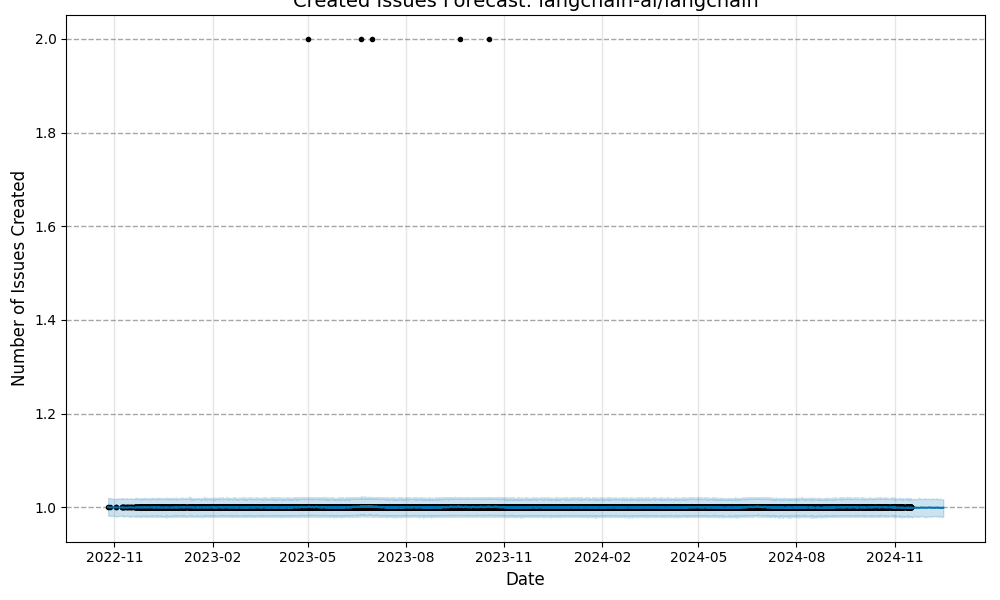 Created Issues Forecast: langchain-ai/langchain
2.0
1.8
1.6
1.4
1.2
1.0
Number of Issues Created
2022-11 2023-02 2023-05 2023-08 2023-11 2024-02 2024-05 2024-08 2024-11
Date